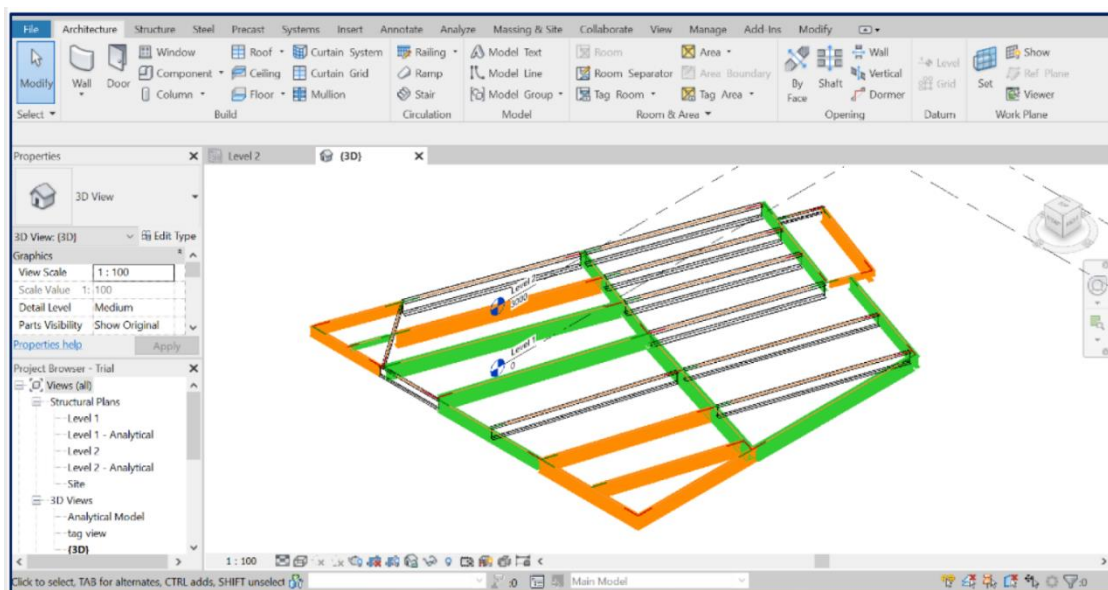 File Architecture Structure Steel Precast Systems Insert Annotate Analyze Massing & Site Collaborate View Manage Add-Ins Modify
Modify
Wall
Door
Window
Component
Column
Roof
Ceiling
Floor
Curtain System
Curtain Grid
Mullion
Railing
Ramp
Stair
Model Text
Model Line
Model Group
Room
Room Separator
Tag Room
Area
Area Boundary
Tag Area
By
Face
Shaft
Wall
Vertical
Dormer
Level
Grid
Set
Show
Ref Plane
Viewer
Select Build Circulation Model Room & Area Opening Datum Work Plane
Properties
Level 2
{3D}
3D View
3D View: {3D}
Edit Type
Graphics
View Scale 1 : 100
Scale Value 1: 100
Detail Level Medium
Parts Visibility Show Original
Properties help Apply
Project Browser - Trial
Views (all)
Structural Plans
Level 1
Level 1 - Analytical
Level 2
Level 2 - Analytical
Site
3D Views
Analytical Model
tag view
{3D}
3000
Level 1
0
1 : 100
Click to select, TAB for alternates, CTRL adds, SHIFT unselect
:0
Main Model
:0